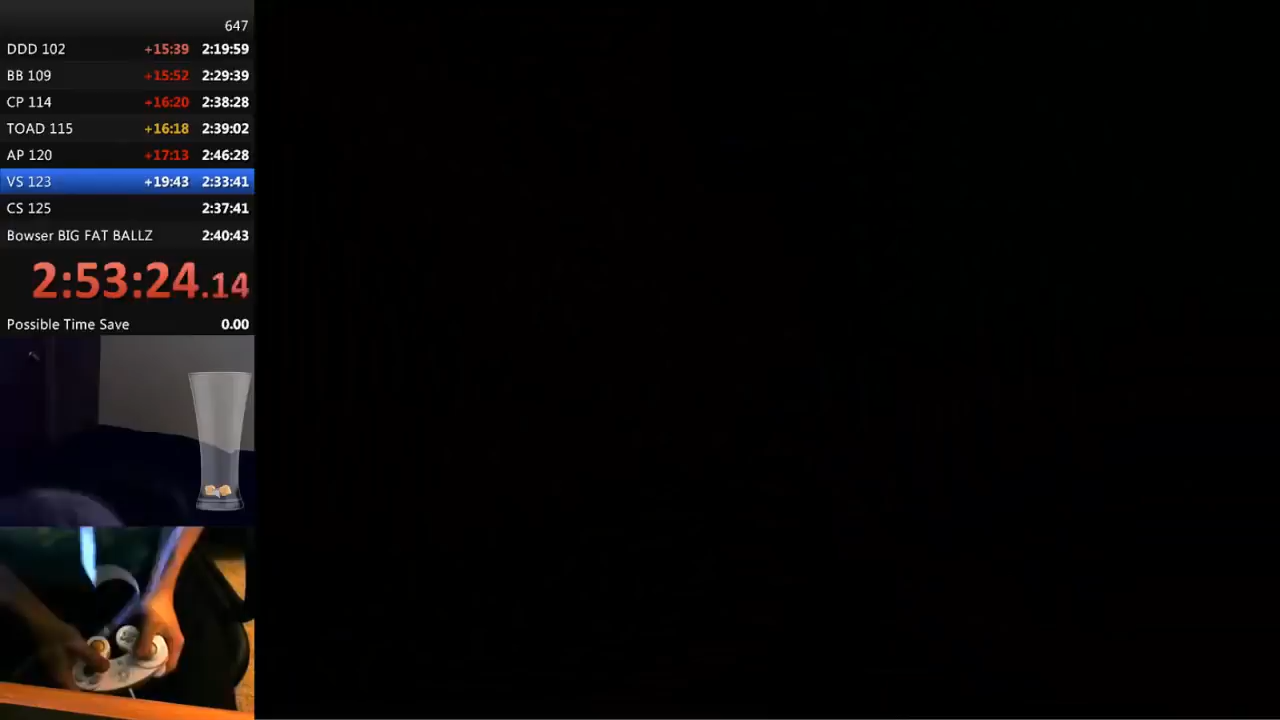 647
DDD 102 +15:39 2:19:59
BB 109 +15:52 2:29:39
CP 114 +16:20 2:38:28
TOAD 115 +16:18 2:39:02
AP 120 +17:13 2:46:28
VS 123 +19:43 2:33:41
CS 125 2:37:41
Bowser BIG FAT BALLZ 2:40:43
2:53:24.14
Possible Time Save 0.00